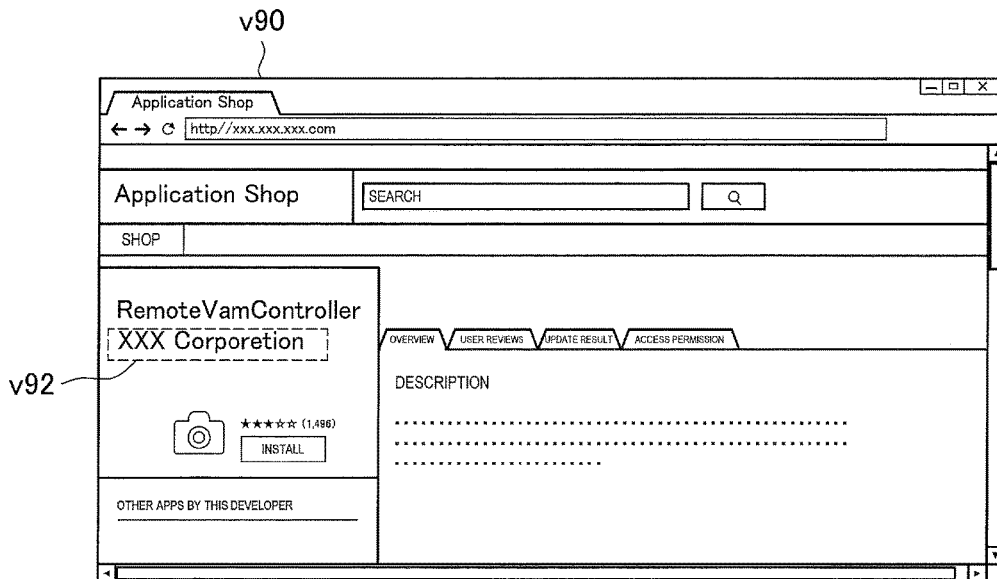 v90
Application Shop
http//xxx.xxx.xxx.com
Application Shop
SEARCH
SHOP
RemoteVamController
XXX Corporetion
v92
★★★☆☆ (1,496)
INSTALL
OTHER APPS BY THIS DEVELOPER
OVERVIEW
USER REVIEWS
UPDATE RESULT
ACCESS PERMISSION
DESCRIPTION